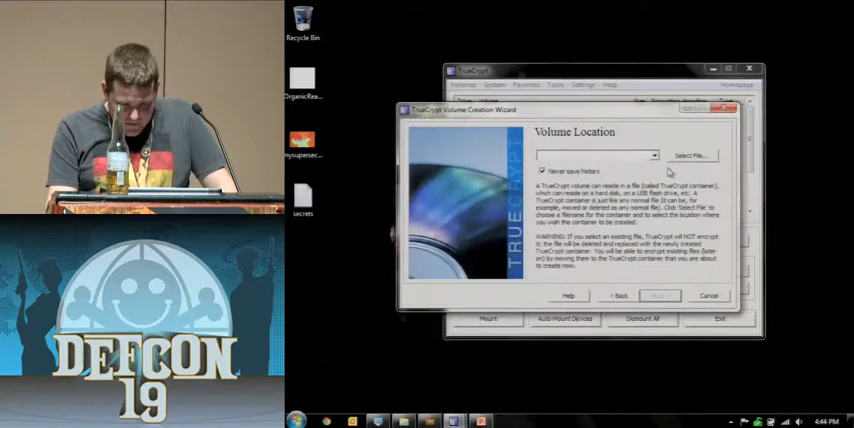 Recycle Bin
OrganicRea...
mysupersec...
secrets
TrueCrypt
Volumes System Favorites Tools Settings Help Homepage
Drive Volume Size Encryption algorithm Type
TrueCrypt Volume Creation Wizard
TRUECRYPT
Volume Location
Select File...
Never save history
A TrueCrypt volume can reside in a file (called TrueCrypt container),
which can reside on a hard disk, on a USB flash drive, etc. A
TrueCrypt container is just like any normal file (it can be, for
example, moved or deleted as any normal file). Click 'Select File' to
choose a filename for the container and to select the location where
you wish the container to be created.
WARNING: If you select an existing file, TrueCrypt will NOT encrypt
it; the file will be deleted and replaced with the newly created
TrueCrypt container. You will be able to encrypt existing files (later
on) by moving them to the TrueCrypt container that you are about
to create now.
Help < Back Cancel
Mount Auto-Mount Devices Dismount All Exit
DEFCON
19
4:44 PM